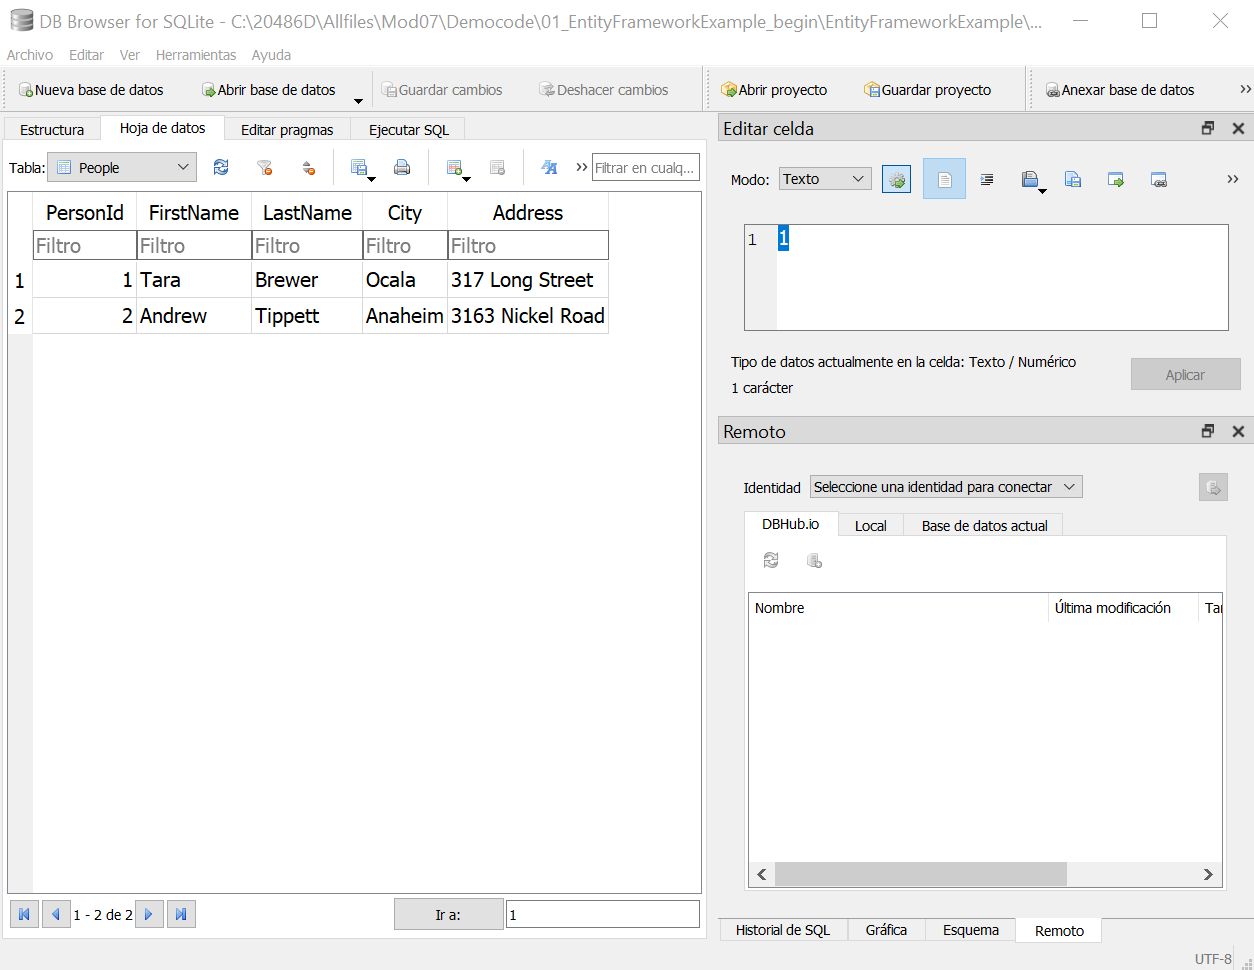 DB Browser for SQLite - C:\20486D\Allfiles\Mod07\Democode\01_EntityFrameworkExample_begin\EntityFrameworkExample\...
Archivo Editar Ver Herramientas Ayuda
Nueva base de datos Abrir base de datos Guardar cambios Deshacer cambios Abrir proyecto Guardar proyecto Anexar base de datos »
Estructura Hoja de datos Editar pragmas Ejecutar SQL
Tabla: People » Filtrar en cualq...
PersonId FirstName LastName City Address
Filtro Filtro Filtro Filtro Filtro
1 1 Tara Brewer Ocala 317 Long Street
2 2 Andrew Tippett Anaheim 3163 Nickel Road
1 - 2 de 2 Ir a: 1
Editar celda
Modo: Texto »
1 1
Tipo de datos actualmente en la celda: Texto / Numérico
1 carácter
Aplicar
Remoto
Identidad Seleccione una identidad para conectar
DBHub.io Local Base de datos actual
Nombre Última modificación Tar
Historial de SQL Gráfica Esquema Remoto
UTF-8